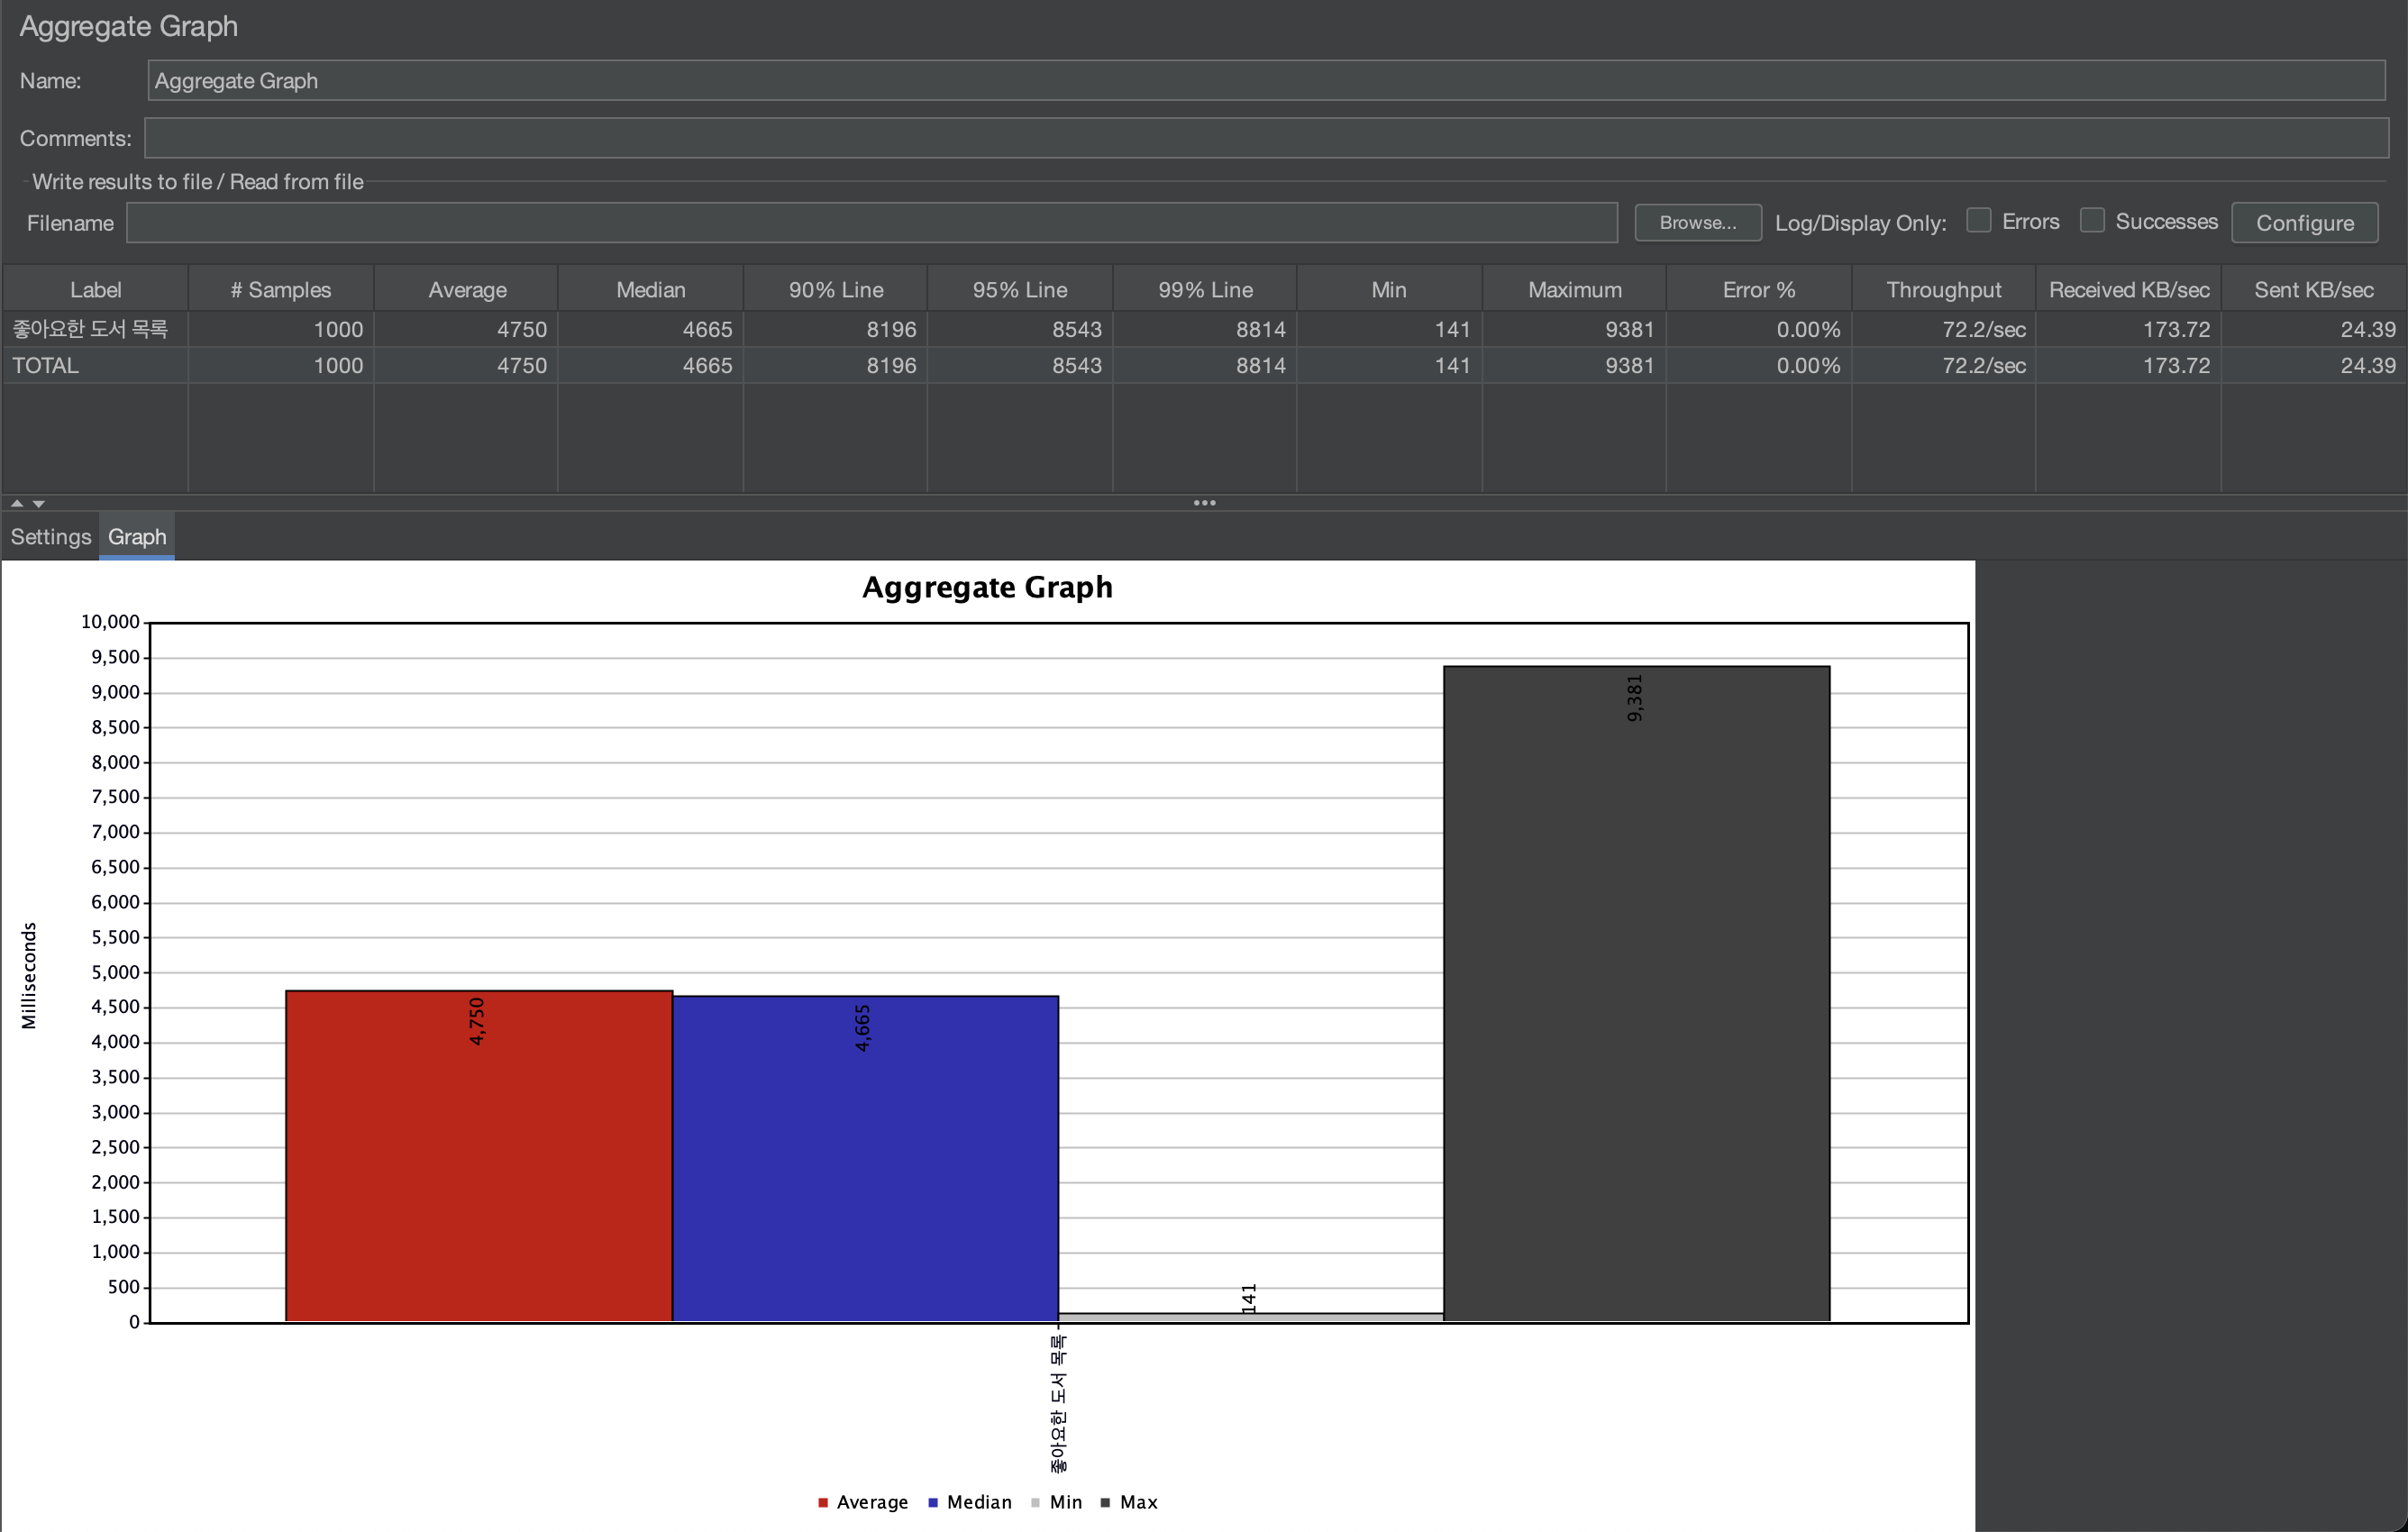 Aggregate Graph
Name: Aggregate Graph
Comments:
Write results to file / Read from file
Filename Browse... Log/Display Only: Errors Successes Configure
Label # Samples Average Median 90% Line 95% Line 99% Line Min Maximum Error % Throughput Received KB/sec Sent KB/sec
좋아요한 도서 목록 1000 4750 4665 8196 8543 8814 141 9381 0.00% 72.2/sec 173.72 24.39
TOTAL 1000 4750 4665 8196 8543 8814 141 9381 0.00% 72.2/sec 173.72 24.39
Settings Graph
Aggregate Graph
Milliseconds
10,000
9,500
9,000
8,500
8,000
7,500
7,000
6,500
6,000
5,500
5,000
4,500
4,000
3,500
3,000
2,500
2,000
1,500
1,000
500
0
4,750
4,665
141
9,381
좋아요한 도서 목록
Average Median Min Max